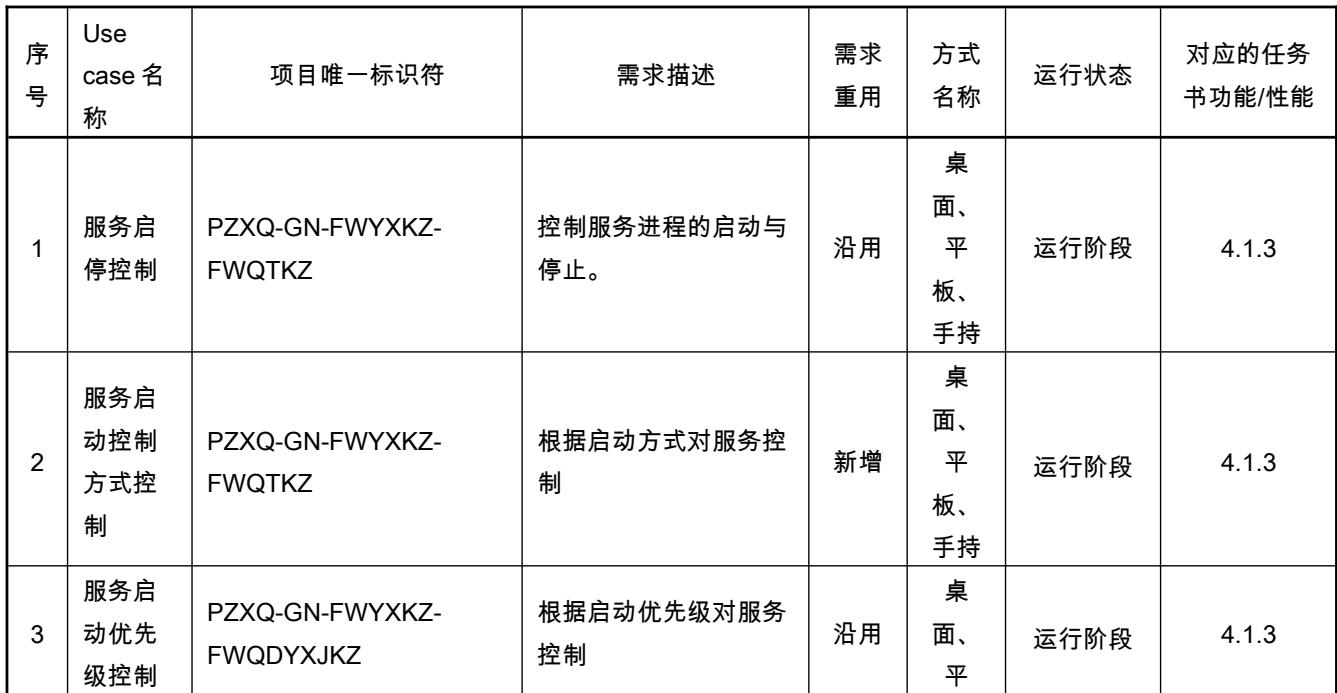 序
号
Use
case 名
称
项目唯一标识符
需求描述
需求
重用
方式
名称
运行状态
对应的任务
书功能/性能
1
服务启
停控制
PZXQ-GN-FWYXKZ-
FWQTKZ
控制服务进程的启动与
停止。
沿用
桌
面、
平
板、
手持
运行阶段
4.1.3
2
服务启
动控制
方式控
制
PZXQ-GN-FWYXKZ-
FWQTKZ
根据启动方式对服务控
制
新增
桌
面、
平
板、
手持
运行阶段
4.1.3
3
服务启
动优先
级控制
PZXQ-GN-FWYXKZ-
FWQDYXJKZ
根据启动优先级对服务
控制
沿用
桌
面、
平
运行阶段
4.1.3